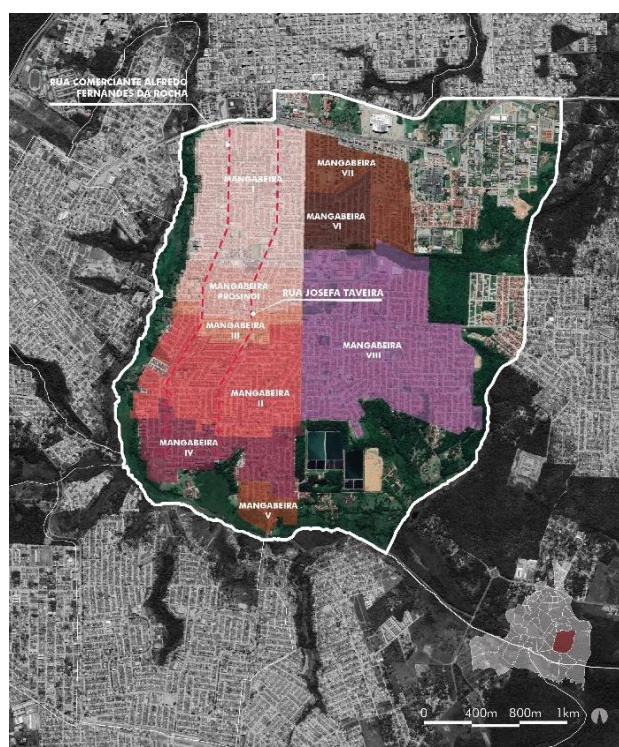 RUA COMERCIANTE ALFREDO
FERNANDES DA ROCHA
MANGABEIRA
MANGABEIRA
VII
MANGABEIRA
VI
MANGABEIRA
PROSINDI
RUA JOSEFA TAVEIRA
MANGABEIRA
III
MANGABEIRA
VIII
MANGABEIRA
II
MANGABEIRA
IV
MANGABEIRA
V
0 400m 800m 1km